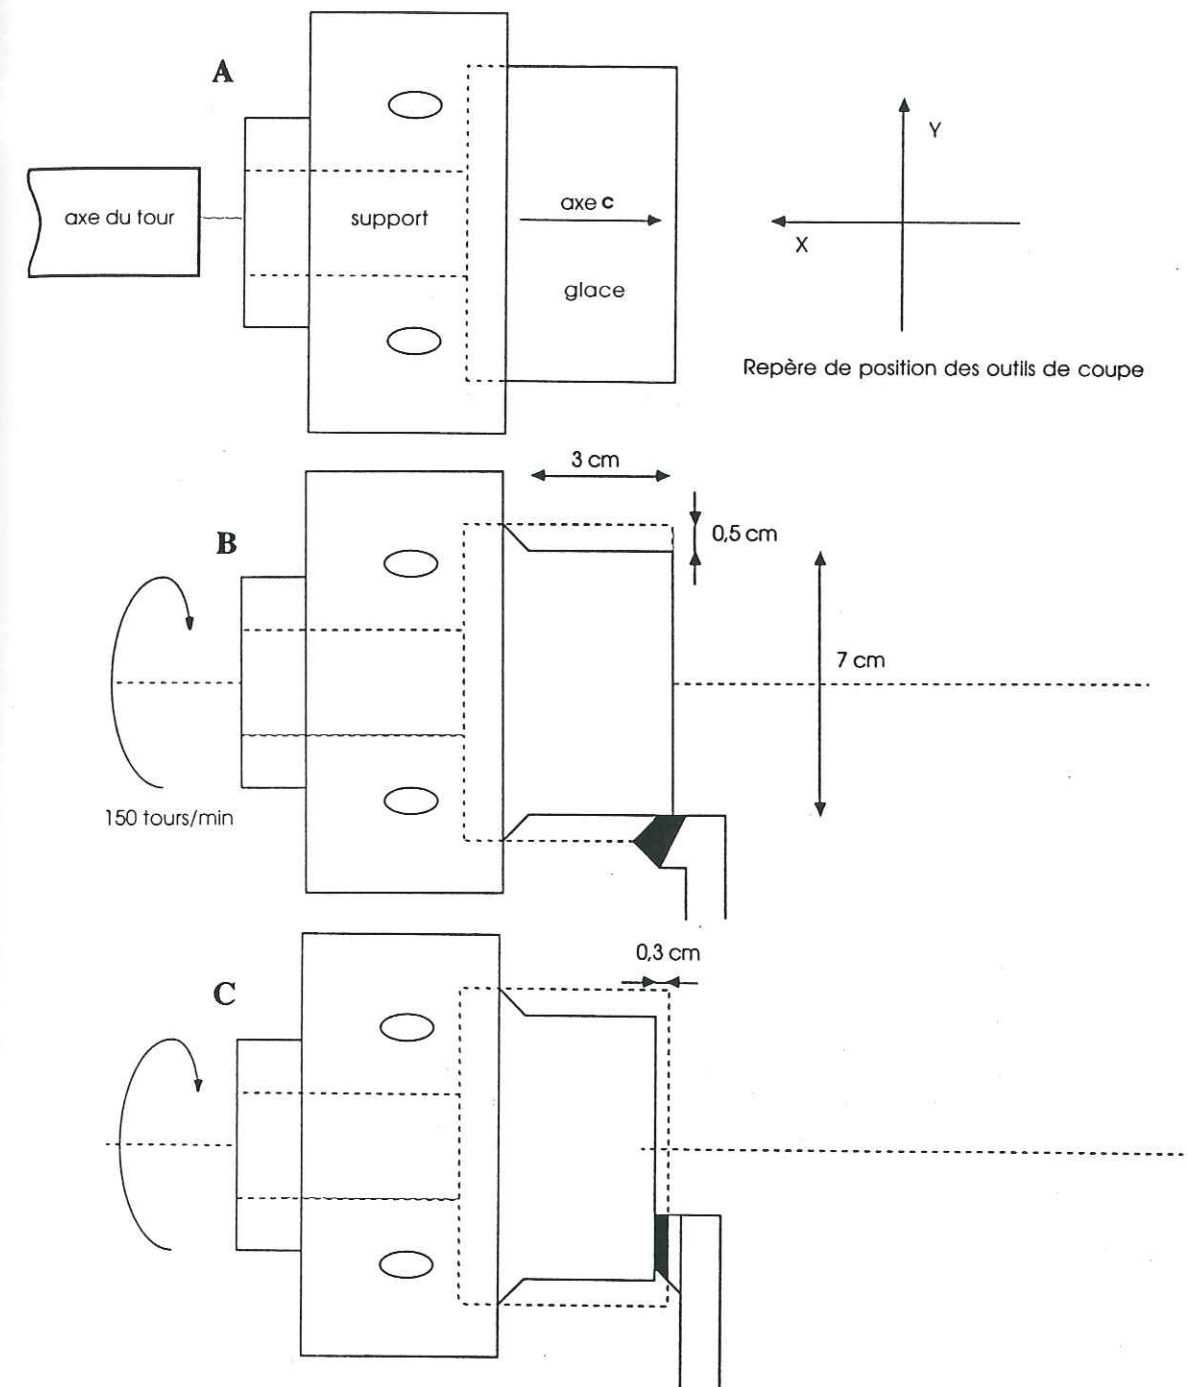 A
axe du tour
support
axe c
glace
Y
X
Repère de position des outils de coupe
3 cm
B
0,5 cm
7 cm
150 tours/min
0,3 cm
C